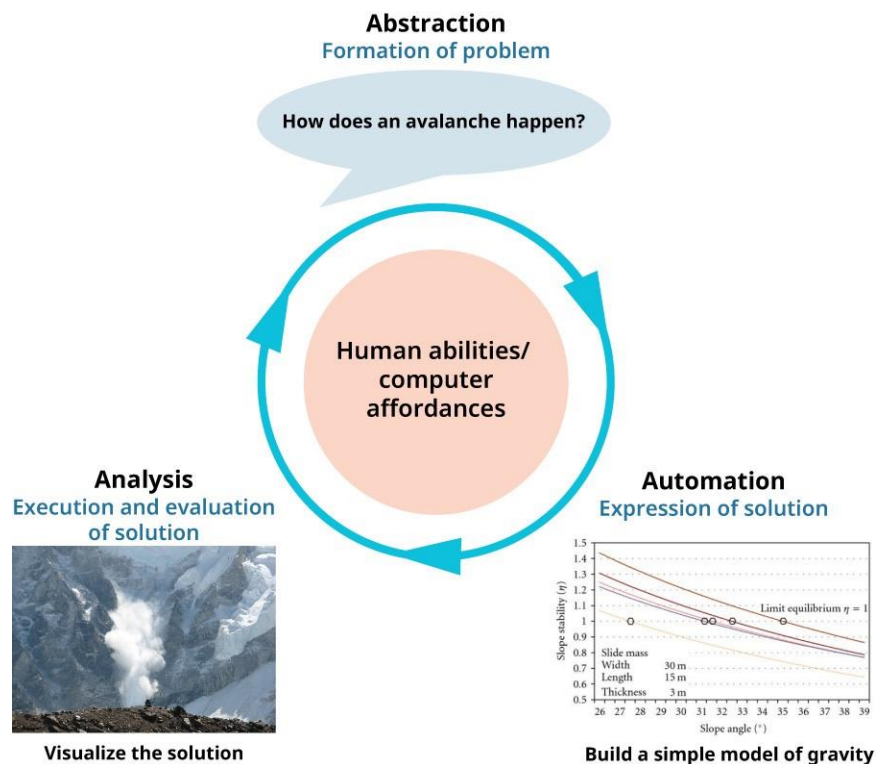 Abstraction
Formation of problem
How does an avalanche happen?
Human abilities/
computer
affordances
Analysis
Execution and evaluation
of solution
Visualize the solution
Automation
Expression of solution
1.5
1.4
1.3
1.2
1.1
1
0.9
0.8
0.7
0.6
0.5
Slope stability (η)
Limit equilibrium η = 1
Slide mass
Width 30 m
Length 15 m
Thickness 3 m
26 27 28 29 30 31 32 33 34 35 36 37 38 39
Slope angle (°)
Build a simple model of gravity